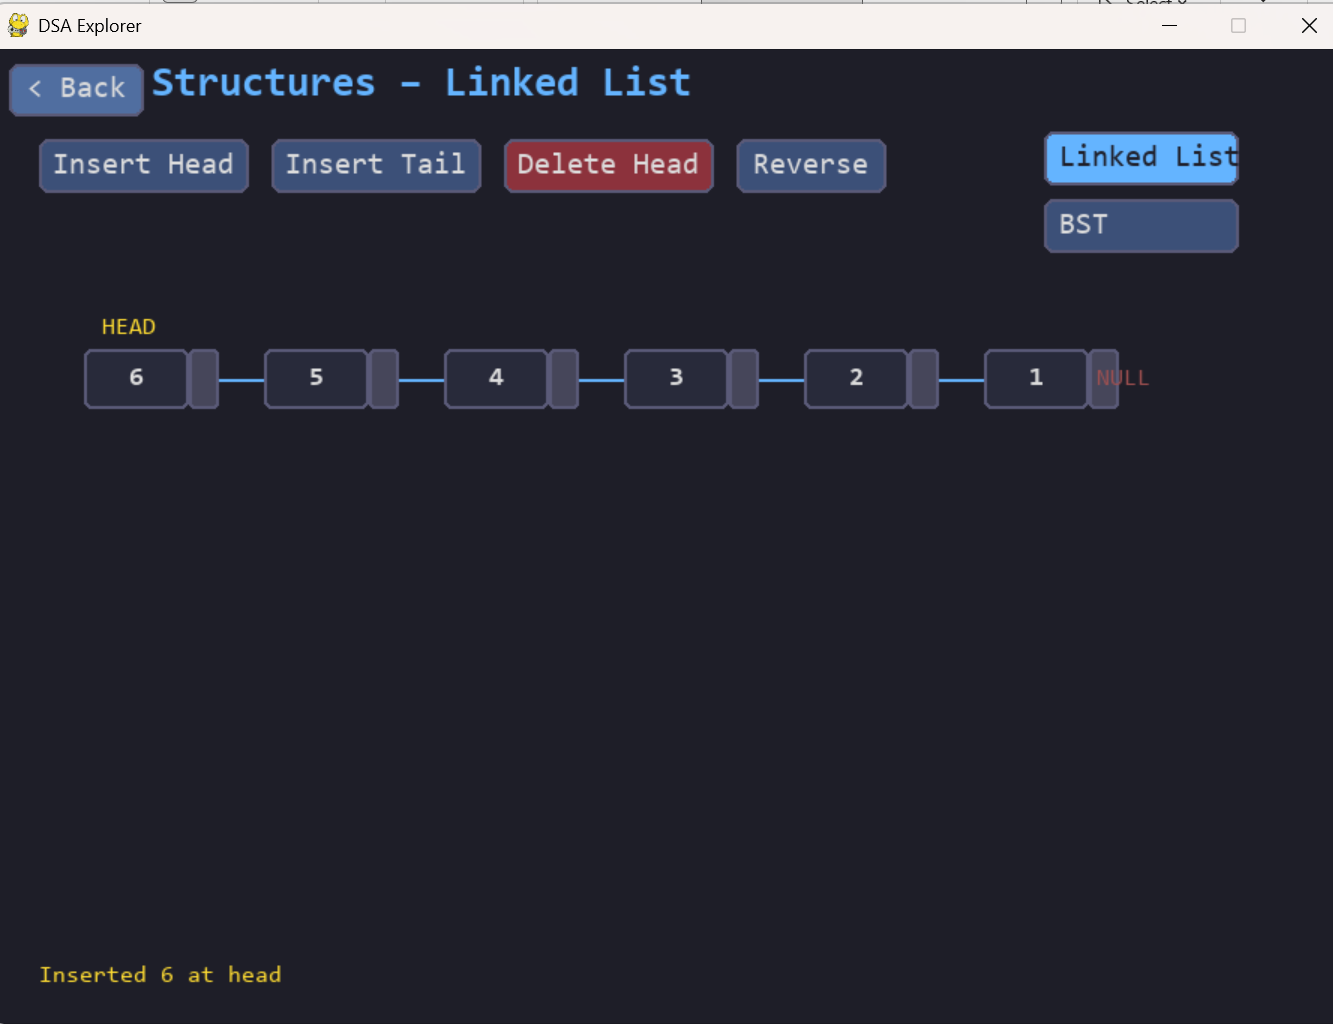 DSA Explorer
< Back
Structures – Linked List
Insert Head
Insert Tail
Delete Head
Reverse
Linked List
BST
HEAD
6
5
4
3
2
1
NULL
Inserted 6 at head